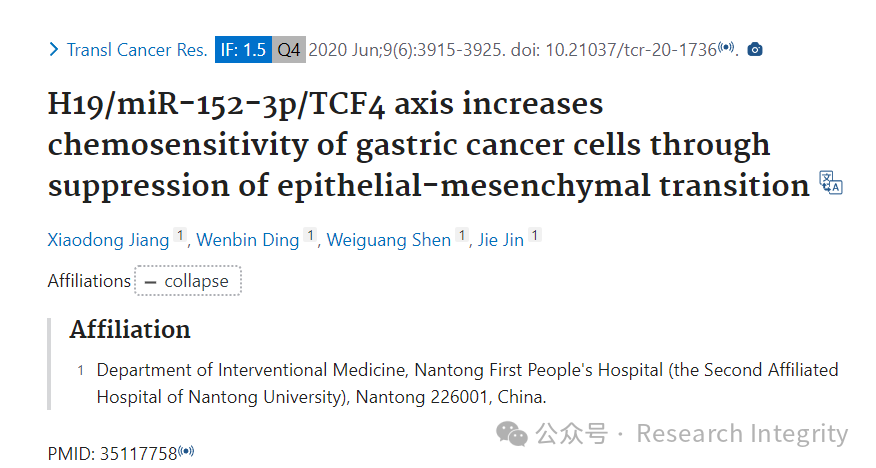 Transl Cancer Res. IF: 1.5 Q4 2020 Jun;9(6):3915-3925. doi: 10.21037/tcr-20-1736.
H19/miR-152-3p/TCF4 axis increases
chemosensitivity of gastric cancer cells through
suppression of epithelial-mesenchymal transition
Xiaodong Jiang 1, Wenbin Ding 1, Weiguang Shen 1, Jie Jin 1
Affiliations — collapse
Affiliation
1 Department of Interventional Medicine, Nantong First People's Hospital (the Second Affiliated
Hospital of Nantong University), Nantong 226001, China.
公众号 · Research Integrity
PMID: 35117758